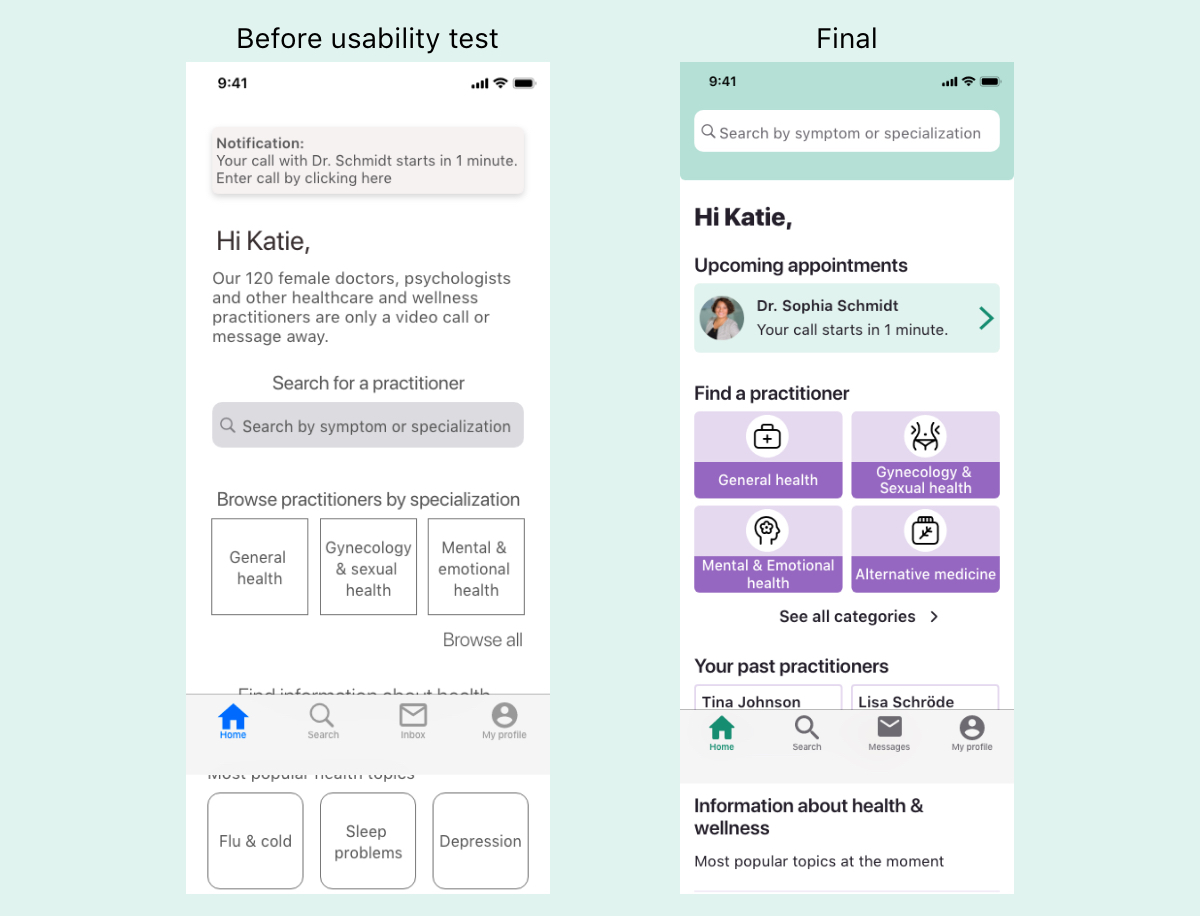 Before usability test
9:41
Notification:
Your call with Dr. Schmidt starts in 1 minute.
Enter call by clicking here
Hi Katie,
Our 120 female doctors, psychologists
and other healthcare and wellness
practitioners are only a video call or
message away.
Search for a practitioner
Search by symptom or specialization
Browse practitioners by specialization
General
health
Gynecology
& sexual
health
Mental &
emotional
health
Browse all
Find information about health
Home
Search
Inbox
My profile
Most popular health topics
Flu & cold
Sleep
problems
Depression
Final
9:41
Search by symptom or specialization
Hi Katie,
Upcoming appointments
Dr. Sophia Schmidt
Your call starts in 1 minute.
Find a practitioner
General health
Gynecology &
Sexual health
Mental & Emotional
health
Alternative medicine
See all categories
Your past practitioners
Tina Johnson
Lisa Schröde
Home
Search
Messages
My profile
Information about health &
wellness
Most popular topics at the moment